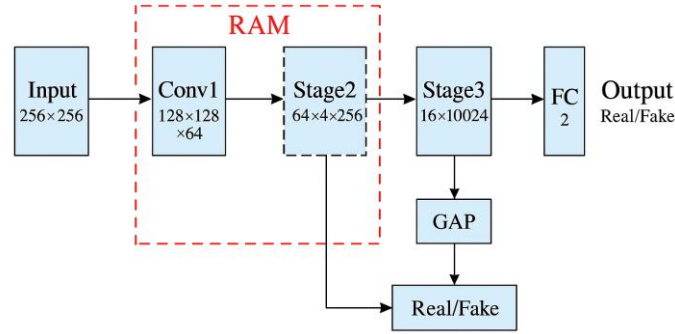 RAM
Input
256×256
Conv1
128×128
×64
Stage2
64×4×256
Stage3
16×10024
FC
2
Output
Real/Fake
GAP
Real/Fake